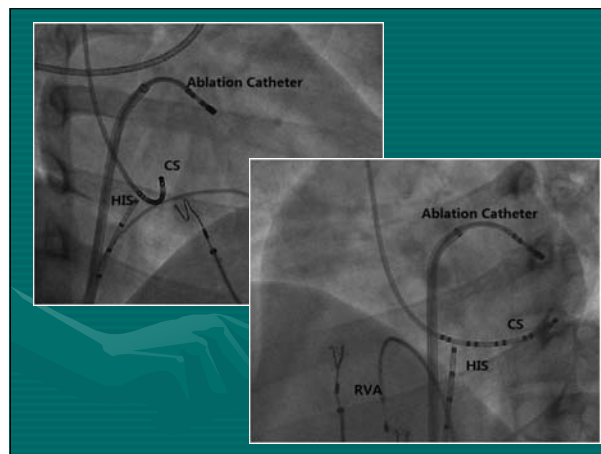 Ablation Catheter
CS
HIS
Ablation Catheter
CS
HIS
RVA